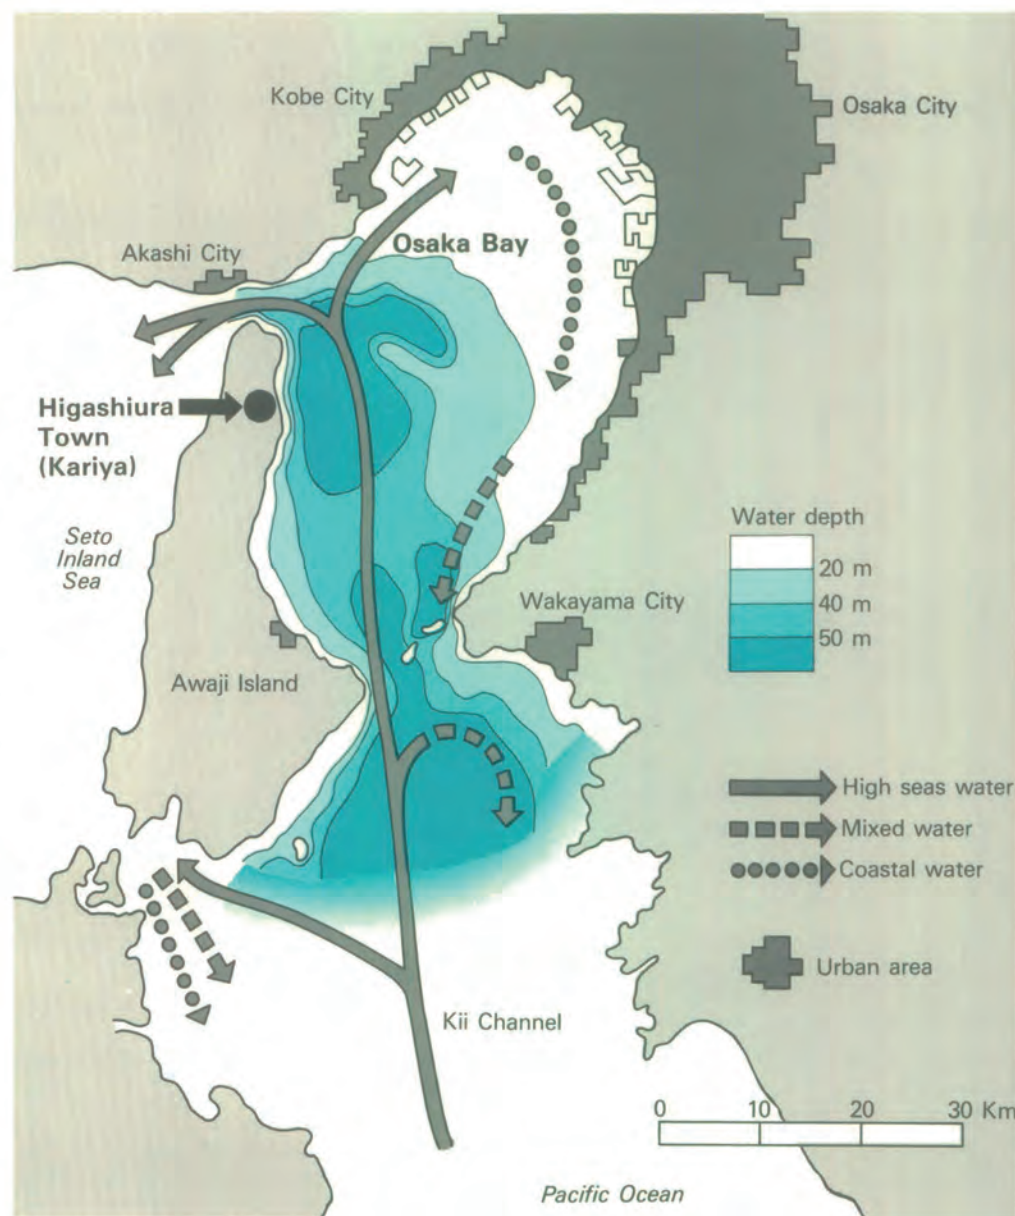 Kobe City
Osaka City
Osaka Bay
Akashi City
Higashiura
Town
(Kariya)
Seto
Inland
Sea
Water depth
20 m
40 m
50 m
Wakayama City
Awaji Island
High seas water
Mixed water
Coastal water
Urban area
Kii Channel
0 10 20 30 Km
Pacific Ocean